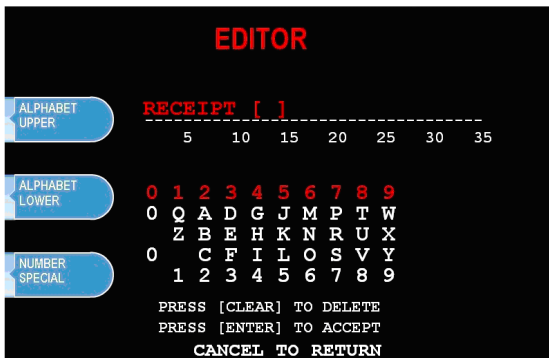 EDITOR
ALPHABET
UPPER
RECEIPT [ ]
5 10 15 20 25 30 35
ALPHABET
LOWER
0 1 2 3 4 5 6 7 8 9
0 Q A D G J M P T W
Z B E H K N R U X
0 C F I L O S V Y
1 2 3 4 5 6 7 8 9
NUMBER
SPECIAL
PRESS [CLEAR] TO DELETE
PRESS [ENTER] TO ACCEPT
CANCEL TO RETURN